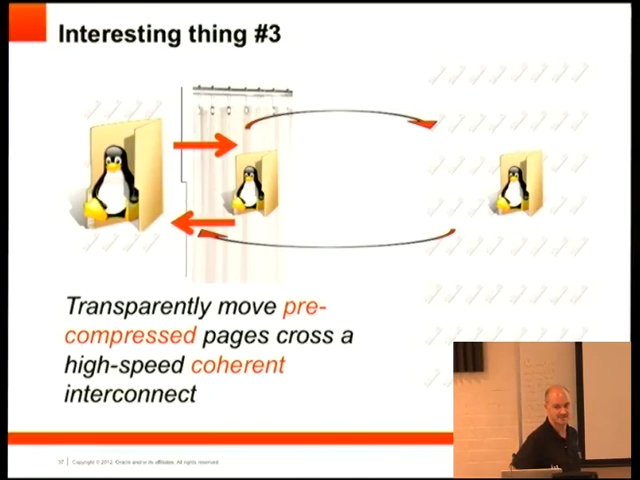 Interesting thing #3
Transparently move pre-
compressed pages cross a
high-speed coherent
interconnect
37 | Copyright © 2012, Oracle and/or its affiliates. All rights reserved.